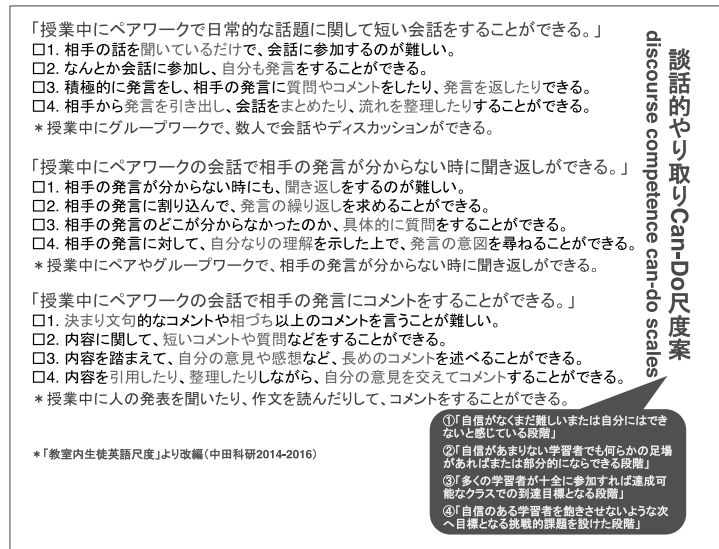 「授業中にペアワークで日常的な話題に関して短い会話をすることができる。」
□1. 相手の話を聞いているだけで、会話に参加するのが難しい。
□2. なんとか会話に参加し、自分も発言をすることができる。
□3. 積極的に発言をし、相手の発言に質問やコメントをしたり、発言を返したりできる。
□4. 相手から発言を引き出し、会話をまとめたり、流れを整理したりすることができる。
＊授業中にグループワークで、数人で会話やディスカッションができる。
「授業中にペアワークの会話で相手の発言が分からない時に聞き返しができる。」
□1. 相手の発言が分からない時にも、聞き返しをするのが難しい。
□2. 相手の発言に割り込んで、発言の繰り返しを求めることができる。
□3. 相手の発言のどこが分からなかったのか、具体的に質問をすることができる。
□4. 相手の発言に対して、自分なりの理解を示した上で、発言の意図を尋ねることができる。
＊授業中にペアやグループワークで、相手の発言が分からない時に聞き返しができる。
「授業中にペアワークの会話で相手の発言にコメントをすることができる。」
□1. 決まり文句的なコメントや相づち以上のコメントを言うことが難しい。
□2. 内容に関して、短いコメントや質問などをすることができる。
□3. 内容を踏まえて、自分の意見や感想など、長めのコメントを述べることができる。
□4. 内容を引用したり、整理したりしながら、自分の意見を交えてコメントすることができる。
＊授業中に人の発表を聞いたり、作文を読んだりして、コメントをすることができる。
＊「教室内生徒英語尺度」より改編（中田科研2014-2016）
談話的やり取りCan-Do尺度案
discourse competence can-do scales
①「自信がなくまだ難しいまたは自分にはでき
ないと感じている段階」
②「自信があまりない学習者でも何らかの足場
があればまたは部分的にならできる段階」
③「多くの学習者が十全に参加すれば達成可
能なクラスでの到達目標となる段階」
④「自信のある学習者を飽きさせないような次
へ目標となる挑戦的課題を設けた段階」